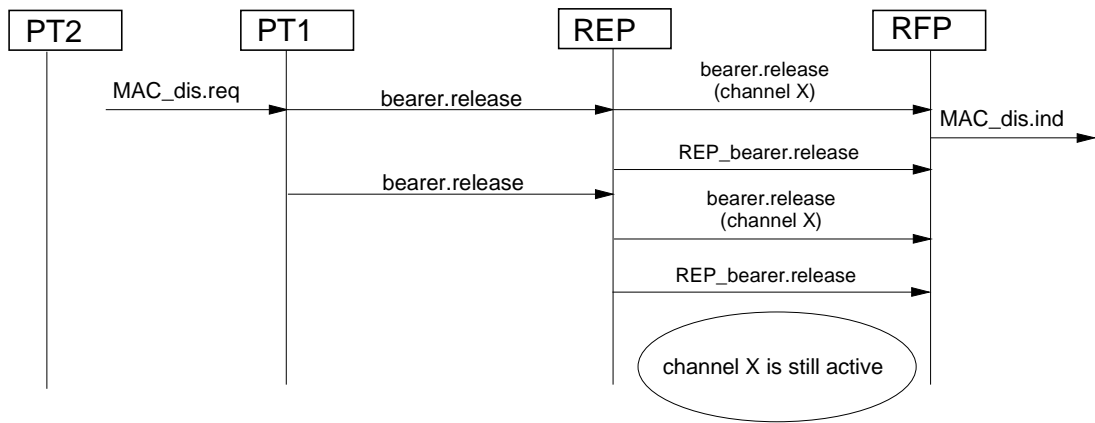 PT2
PT1
REP
RFP
MAC_dis.req
bearer.release
bearer.release
(channel X)
MAC_dis.ind
REP_bearer.release
bearer.release
bearer.release
(channel X)
REP_bearer.release
channel X is still active